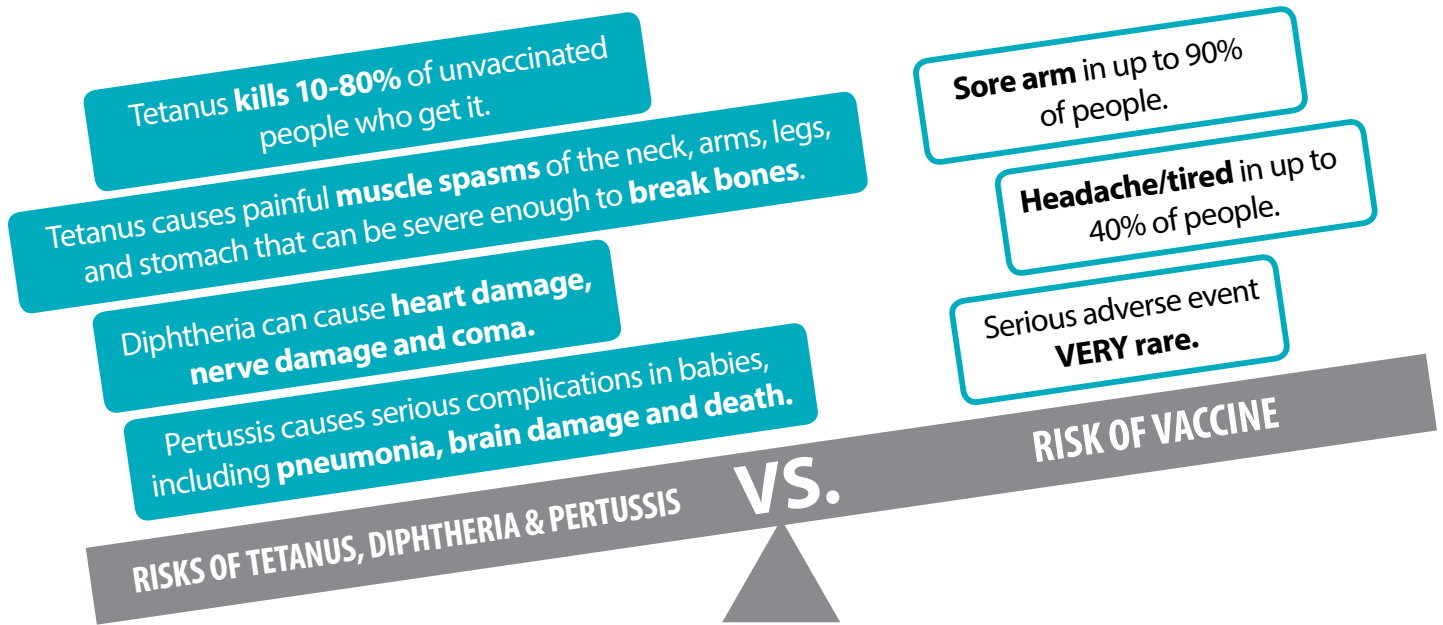 Tetanus kills 10-80% of unvaccinated
people who get it.
Tetanus causes painful muscle spasms of the neck, arms, legs,
and stomach that can be severe enough to break bones.
Diphtheria can cause heart damage,
nerve damage and coma.
Pertussis causes serious complications in babies,
including pneumonia, brain damage and death.
RISKS OF TETANUS, DIPHTHERIA & PERTUSSIS
VS.
Sore arm in up to 90%
of people.
Headache/tired in up to
40% of people.
Serious adverse event
VERY rare.
RISK OF VACCINE